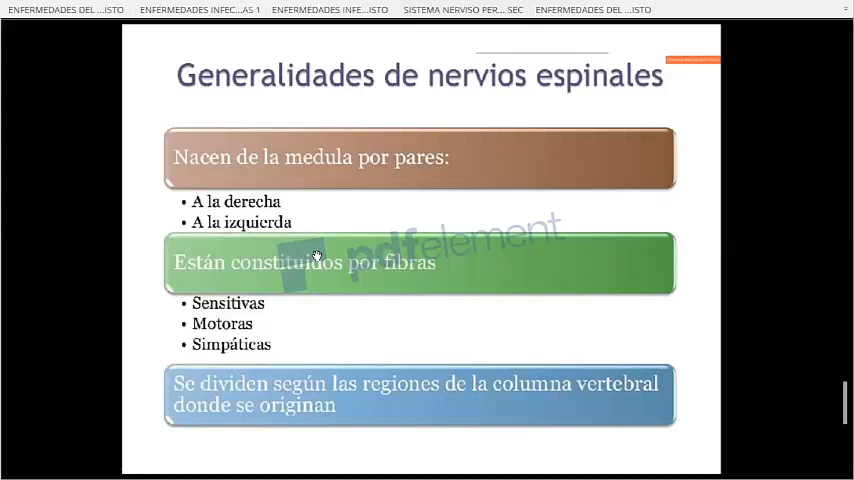 ENFERMEDADES DEL ...ISTO ENFERMEDADES INFEC...AS 1 ENFERMEDADES INFE...ISTO SISTEMA NERVISO PER... SEC ENFERMEDADES DEL ...ISTO
Generalidades de nervios espinales
Nacen de la medula por pares:
• A la derecha
• A la izquierda
Están constituidos por fibras
pdfelement
• Sensitivas
• Motoras
• Simpáticas
Se dividen según las regiones de la columna vertebral
donde se originan